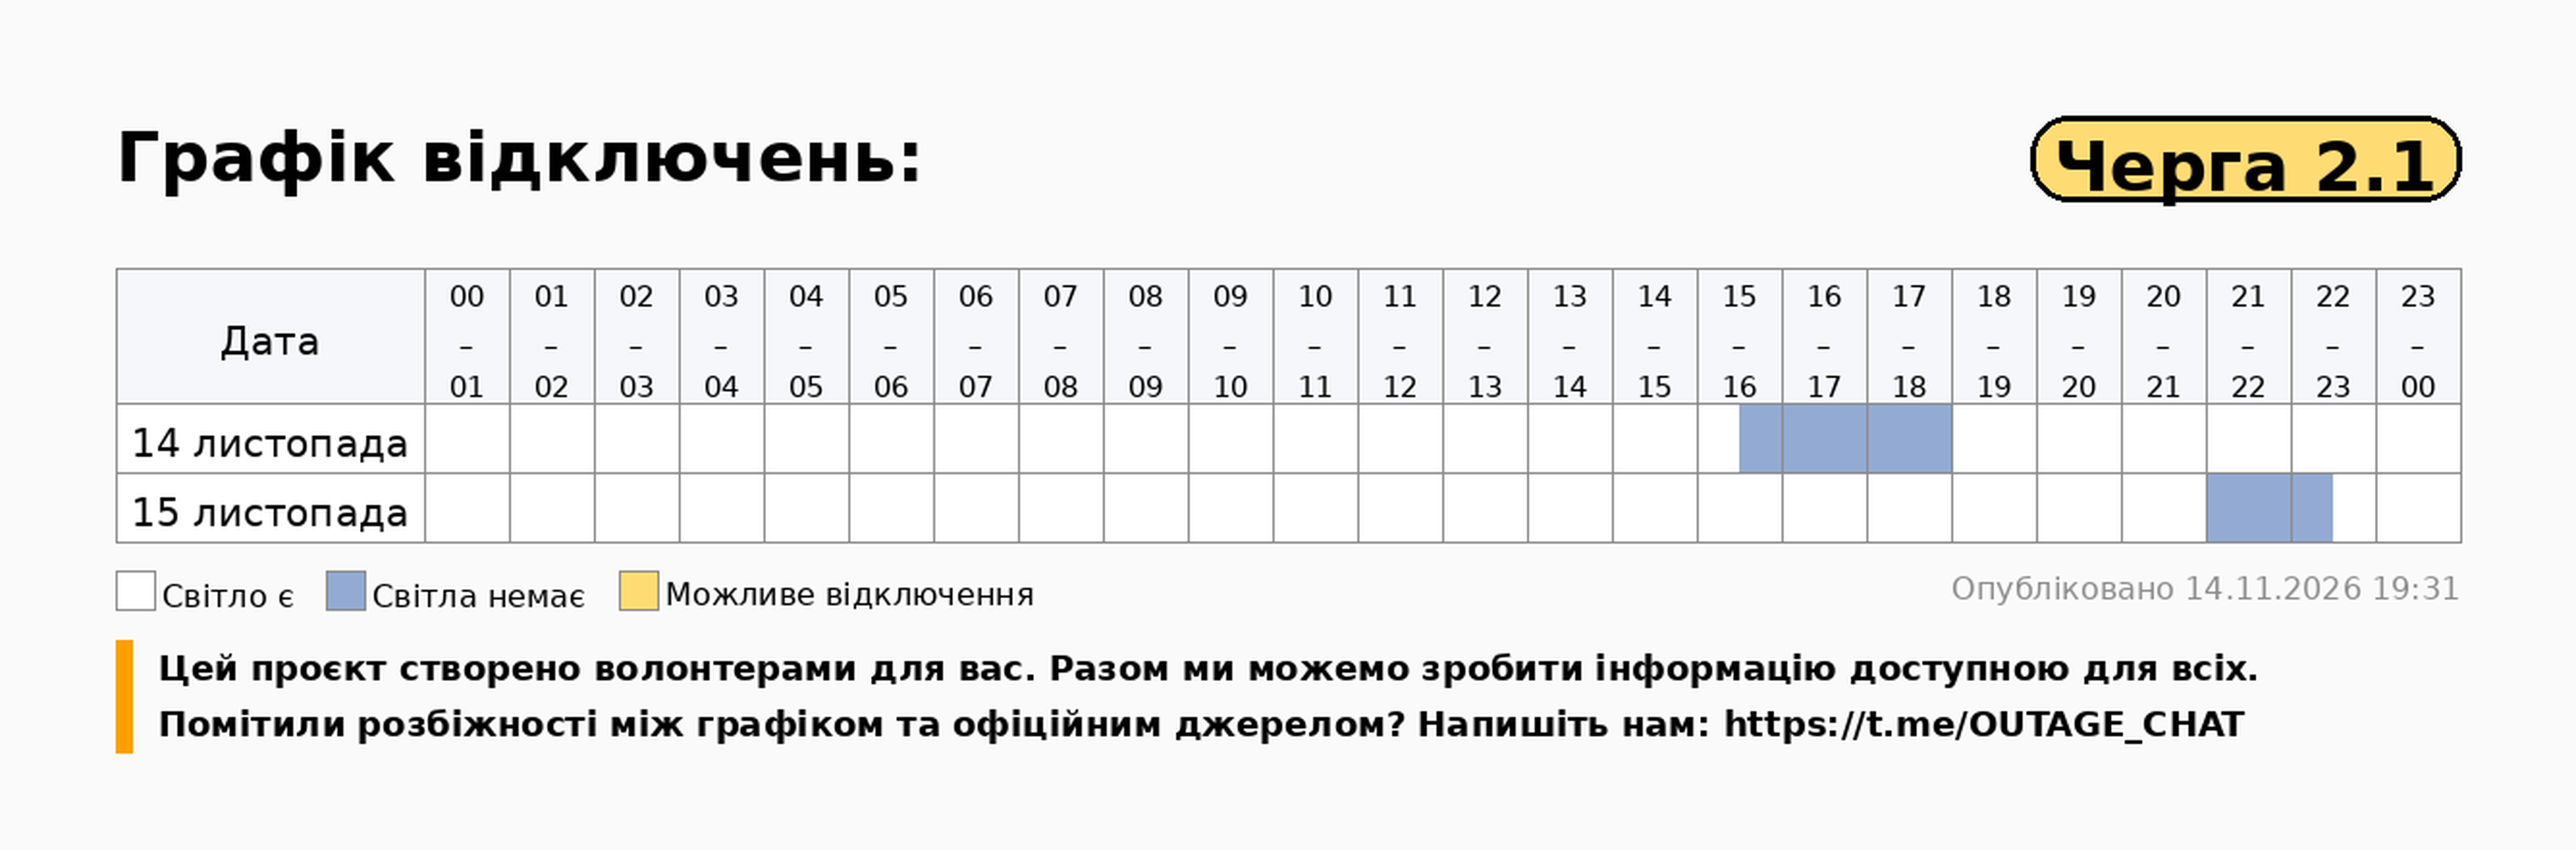 Графік відключень:
Черга 2.1
Дата
00 – 01
01 – 02
02 – 03
03 – 04
04 – 05
05 – 06
06 – 07
07 – 08
08 – 09
09 – 10
10 – 11
11 – 12
12 – 13
13 – 14
14 – 15
15 – 16
16 – 17
17 – 18
18 – 19
19 – 20
20 – 21
21 – 22
22 – 23
23 – 00
14 листопада
15 листопада
Світло є
Світла немає
Можливе відключення
Опубліковано 14.11.2026 19:31
Цей проєкт створено волонтерами для вас. Разом ми можемо зробити інформацію доступною для всіх.
Помітили розбіжності між графіком та офіційним джерелом? Напишіть нам: https://t.me/OUTAGE_CHAT